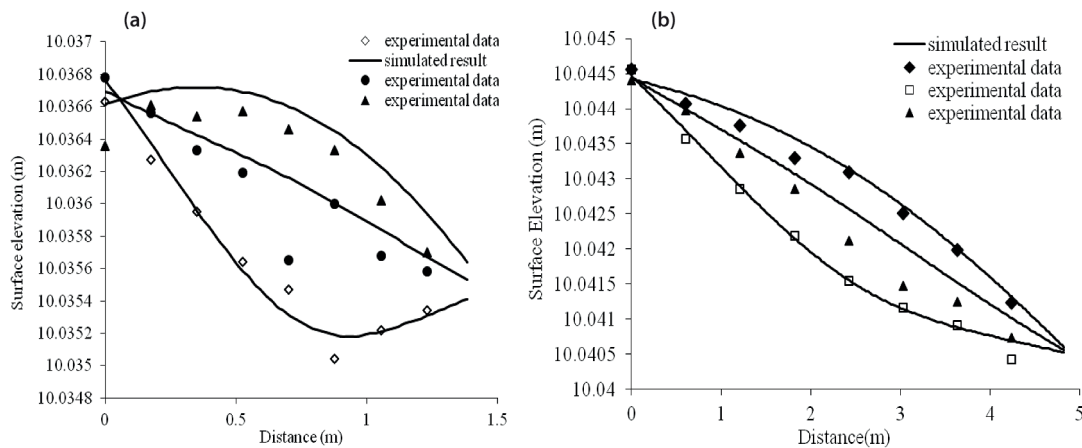 (a)
10.037
10.0368
10.0366
10.0364
10.0362
10.036
10.0358
10.0356
10.0354
10.0352
10.035
10.0348
Surface elevation (m)
0
0.5
1
1.5
Distance (m)
experimental data
simulated result
experimental data
experimental data
(b)
10.045
10.0445
10.044
10.0435
10.043
10.0425
10.042
10.0415
10.041
10.0405
10.04
Surface Elevation (m)
0
1
2
3
4
5
Distance(m)
simulated result
experimental data
experimental data
experimental data